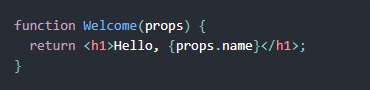 function Welcome(props) {
  return <h1>Hello, {props.name}</h1>;
}